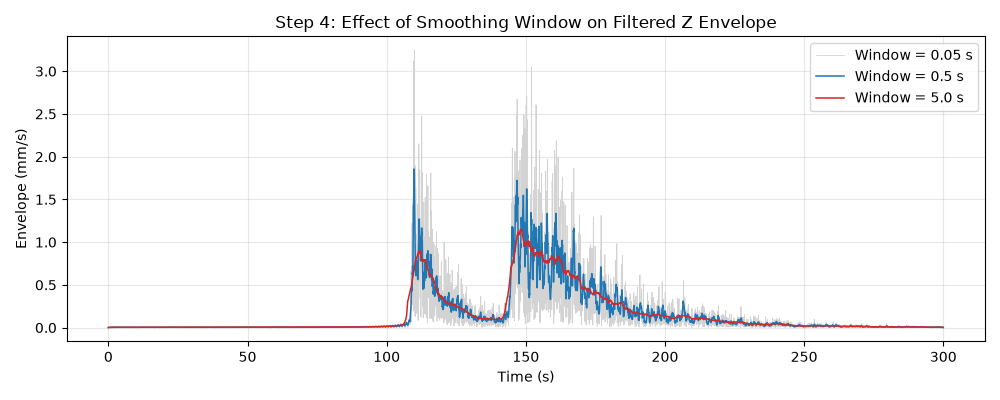 Step 4: Effect of Smoothing Window on Filtered Z Envelope
Window = 0.05 s
Window = 0.5 s
Window = 5.0 s
Envelope (mm/s)
3.0
2.5
2.0
1.5
1.0
0.5
0.0
0 50 100 150 200 250 300
Time (s)